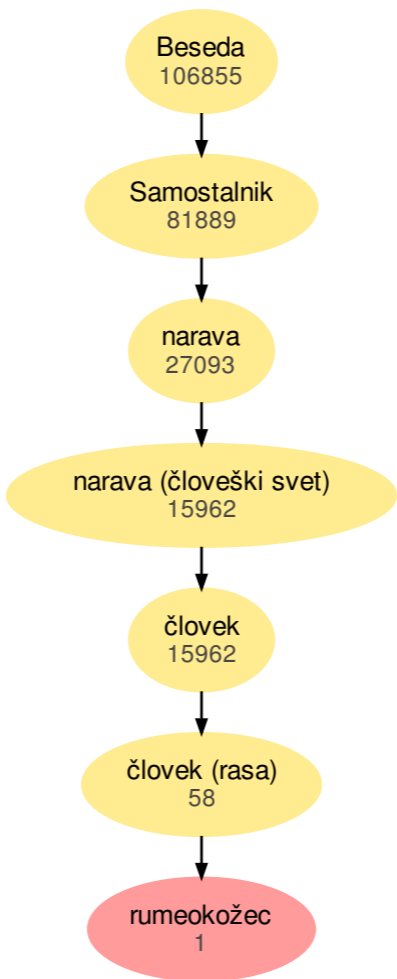 Beseda
106855
Samostalnik
81889
narava
27093
narava (človeški svet)
15962
človek
15962
človek (rasa)
58
rumeokožec
1